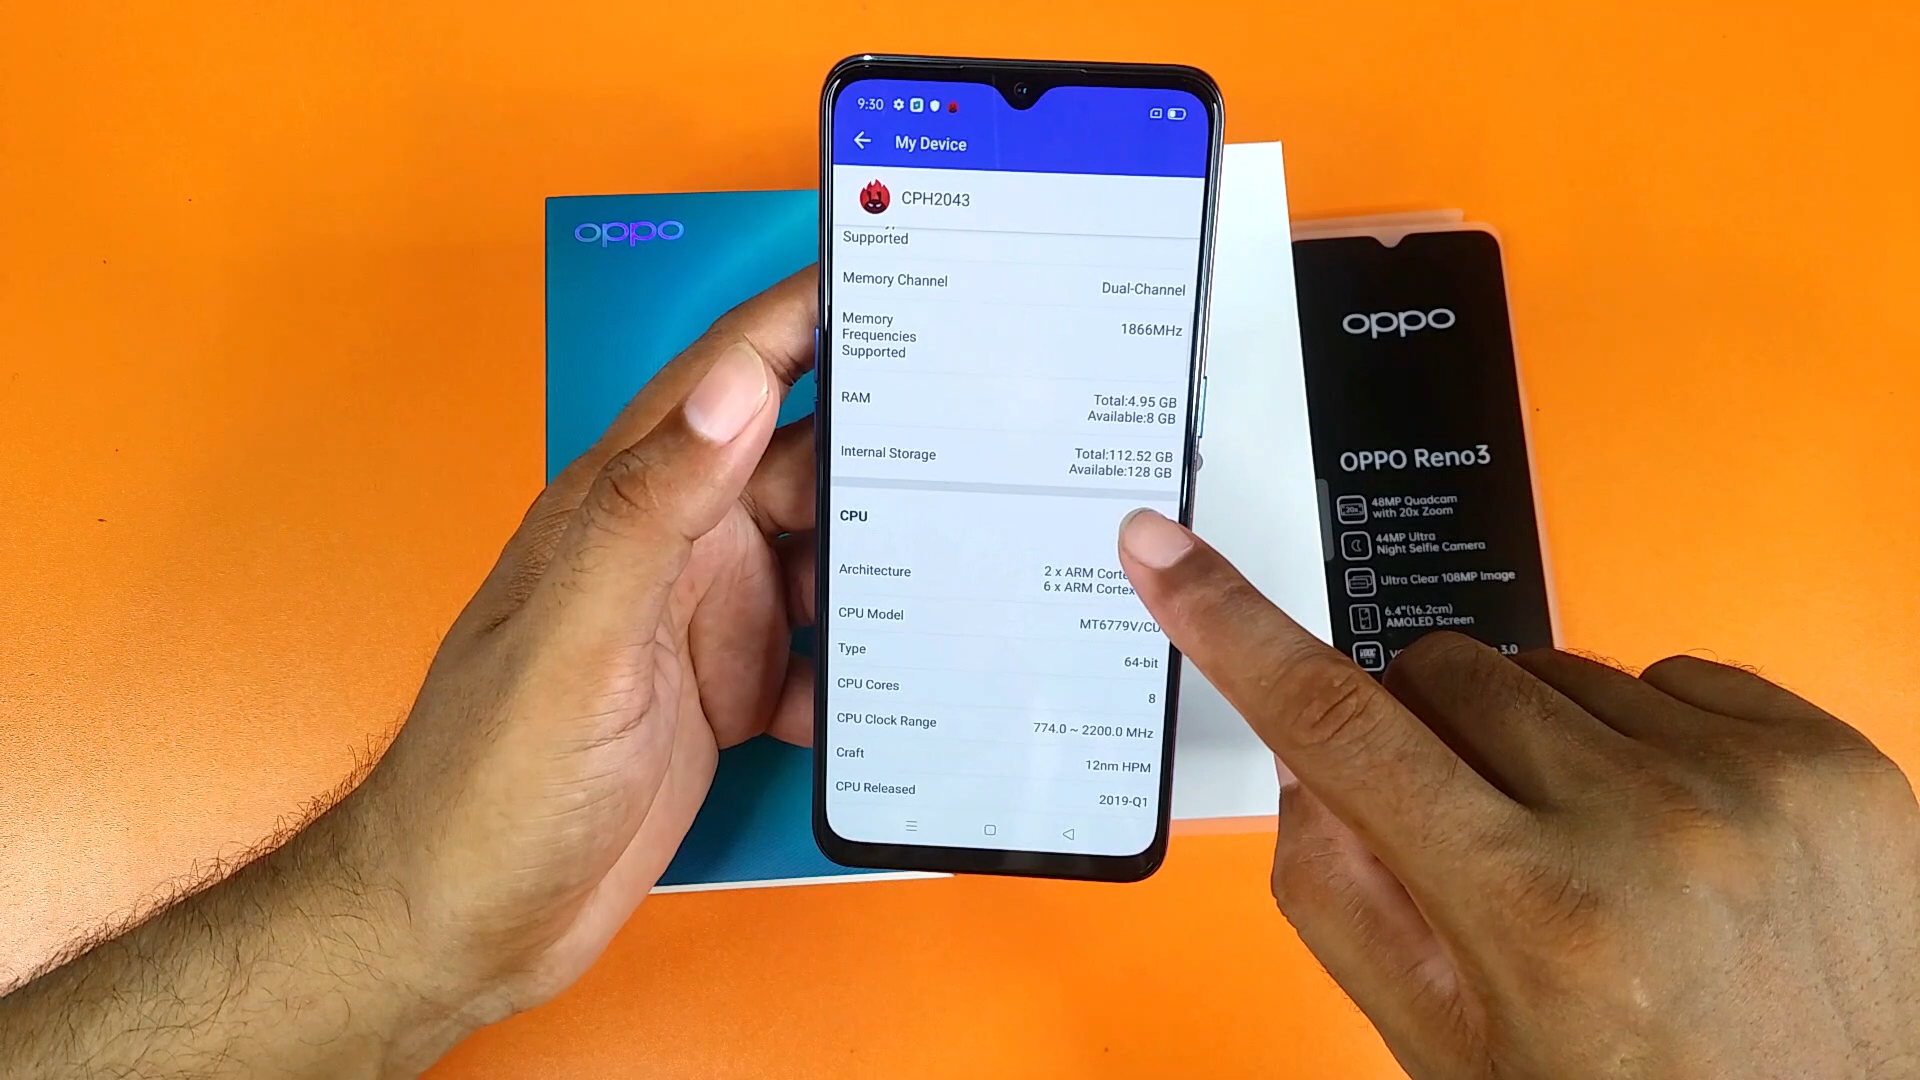 9:30
My Device
CPH2043
Supported
Memory Channel
Dual-Channel
Memory
Frequencies
Supported
1866MHz
RAM
Total:4.95 GB
Available:8 GB
Internal Storage
Total:112.52 GB
Available:128 GB
CPU
Architecture
2 x ARM
6 x ARM Cortex
CPU Model
MT6779V/CU
Type
64-bit
CPU Cores
8
CPU Clock Range
774.0 ~ 2200.0 MHz
Craft
12nm HPM
CPU Released
2019-Q1
oppo
oppo
OPPO Reno3
20x
48MP Quadcam
with 20x Zoom
44MP Ultra
Night Selfie Camera
Ultra Clear 108MP Image
6.4"(16.2cm)
AMOLED Screen
3.0